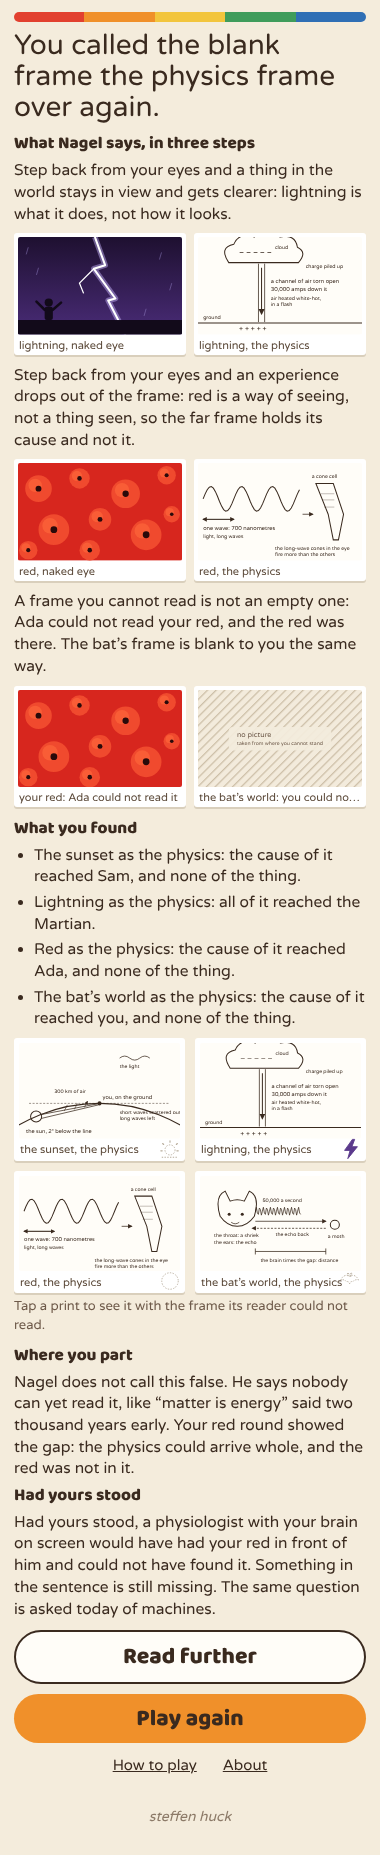 You called the blank
frame the physics frame
over again.
What Nagel says, in three steps
Step back from your eyes and a thing in the
world stays in view and gets clearer: lightning is
what it does, not how it looks.
cloud
charge piled up
a channel of air torn open
30,000 amps down it
air heated white-hot,
in a flash
ground
+ + + + +
lightning, naked eye
lightning, the physics
Step back from your eyes and an experience
drops out of the frame: red is a way of seeing,
not a thing seen, so the far frame holds its
cause and not it.
a cone cell
one wave: 700 nanometres
light, long waves
the long-wave cones in the eye
fire more than the others
red, naked eye
red, the physics
A frame you cannot read is not an empty one:
Ada could not read your red, and the red was
there. The bat’s frame is blank to you the same
way.
no picture
taken from where you cannot stand
your red: Ada could not read it
the bat’s world: you could no…
What you found
• The sunset as the physics: the cause of it
reached Sam, and none of the thing.
• Lightning as the physics: all of it reached the
Martian.
• Red as the physics: the cause of it reached
Ada, and none of the thing.
• The bat’s world as the physics: the cause of it
reached you, and none of the thing.
the light
300 km of air
you, on the ground
short waves scattered out
long waves left
the sun, 2° below the line
the sunset, the physics
cloud
charge piled up
a channel of air torn open
30,000 amps down it
air heated white-hot,
in a flash
ground
+ + + + +
lightning, the physics
a cone cell
one wave: 700 nanometres
light, long waves
the long-wave cones in the eye
fire more than the others
red, the physics
50,000 a second
the throat: a shriek
the ears: the echo
the echo back
a moth
the brain times the gap: distance
the bat’s world, the physics
Tap a print to see it with the frame its reader could not
read.
Where you part
Nagel does not call this false. He says nobody
can yet read it, like “matter is energy” said two
thousand years early. Your red round showed
the gap: the physics could arrive whole, and the
red was not in it.
Had yours stood
Had yours stood, a physiologist with your brain
on screen would have had your red in front of
him and could not have found it. Something in
the sentence is still missing. The same question
is asked today of machines.
Read further
Play again
How to play
About
steffen huck